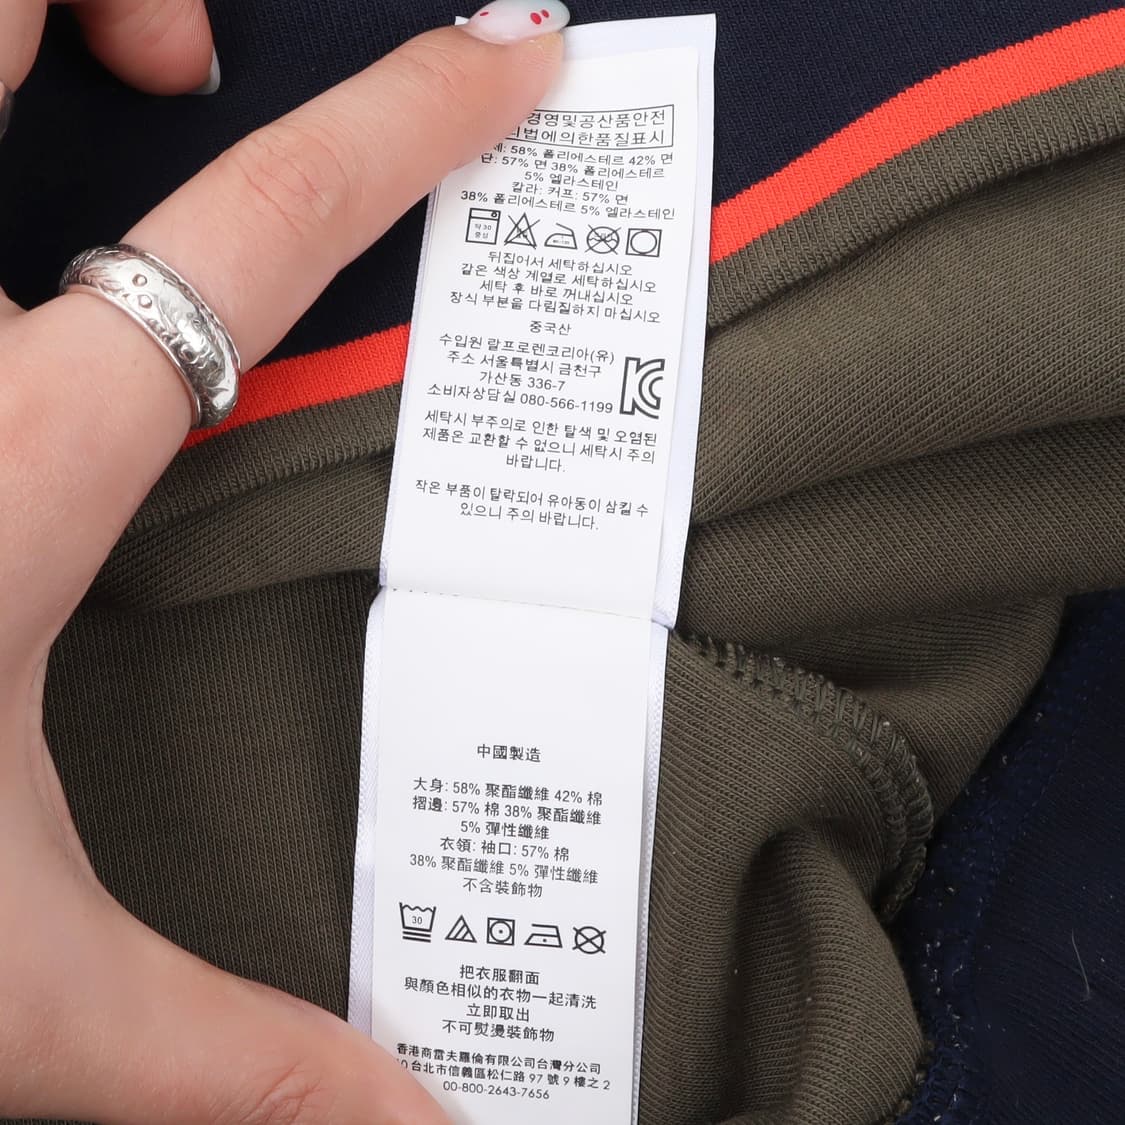 경영및공산품안전
법에의한품질표시
58% 폴리에스테르 42% 면
단: 57% 면 38% 폴리에스테르
5% 엘라스테인
칼라: 커프: 57% 면
38% 폴리에스테르 5% 엘라스테인
약 30
중성
뒤집어서 세탁하십시오
같은 색상 계열로 세탁하십시오
세탁 후 바로 꺼내십시오
장식 부분을 다림질하지 마십시오
중국산
수입원 랄프로렌코리아(유)
주소 서울특별시 금천구
가산동 336-7
소비자상담실 080-566-1199
세탁시 부주의로 인한 탈색 및 오염된
제품은 교환할 수 없으니 세탁시 주의
바랍니다.
작은 부품이 탈락되어 유아동이 삼킬 수
있으니 주의 바랍니다.
中國製造
大身: 58% 聚酯纖維 42% 棉
摺邊: 57% 棉 38% 聚酯纖維
5% 彈性纖維
衣領: 袖口: 57% 棉
38% 聚酯纖維 5% 彈性纖維
不含裝飾物
30
把衣服翻面
與顏色相似的衣物一起清洗
立即取出
不可熨燙裝飾物
香港商雷夫羅倫有限公司台灣分公司
台北市信義區松仁路 97 號 9 樓之 2
00-800-2643-7656